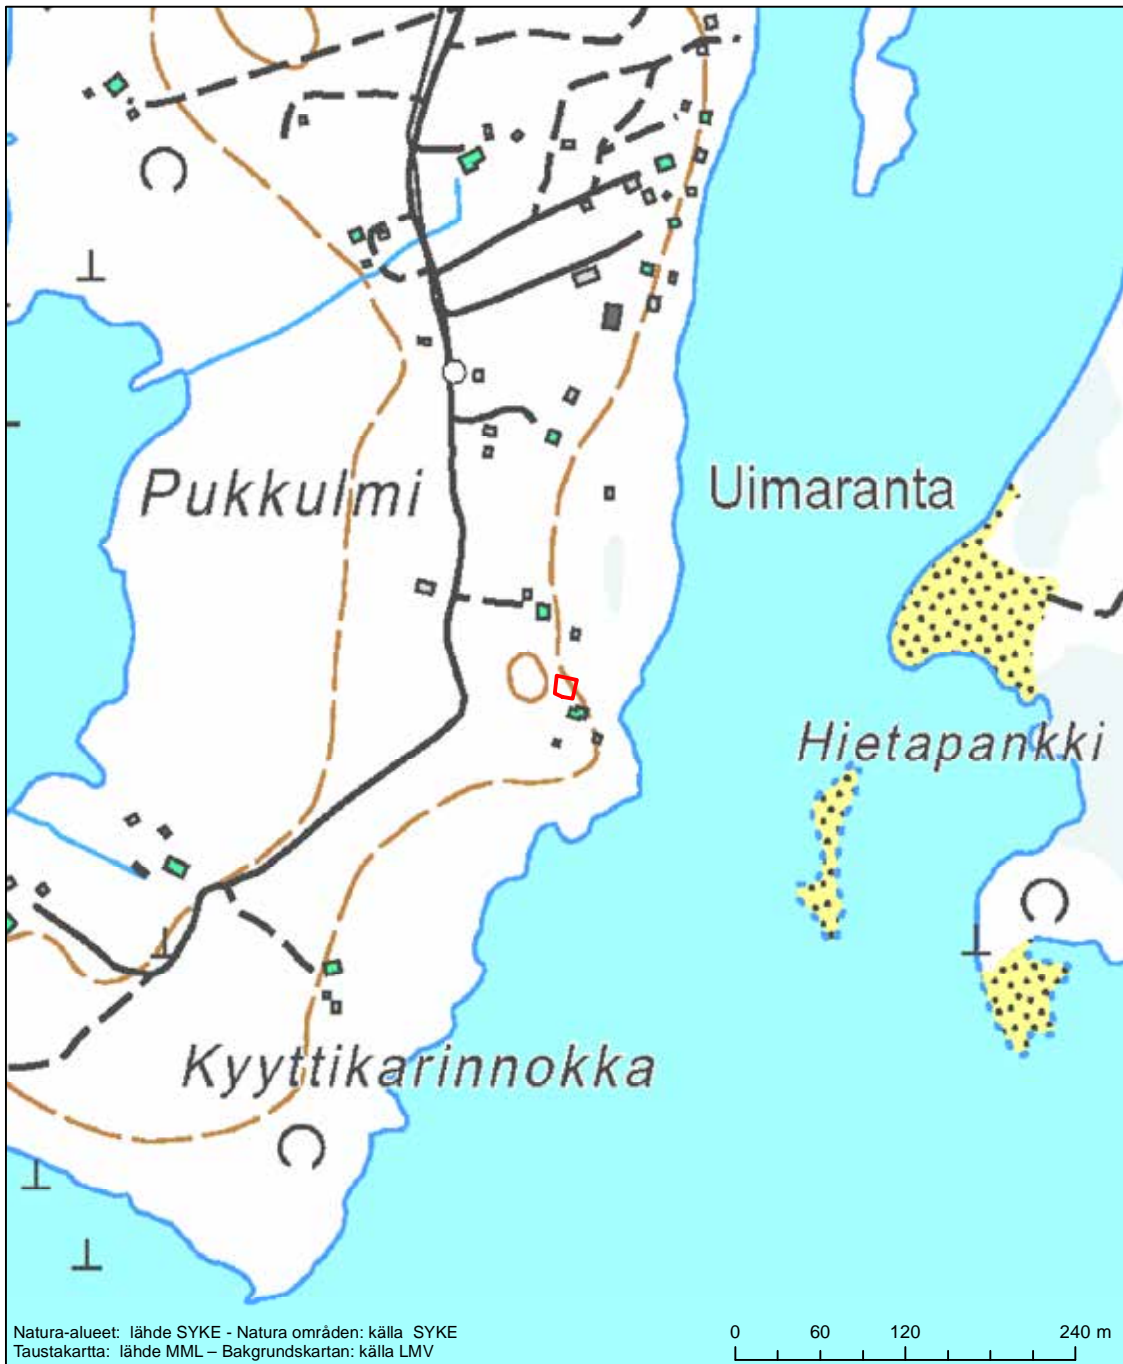 Pukkulmi
Uimaranta
Hietapankki
Kyyttikarinnokka
Natura-alueet: lähde SYKE - Natura områden: källa SYKE
Taustakartta: lähde MML – Bakgrundskartan: källa LMV
0 60 120 240 m